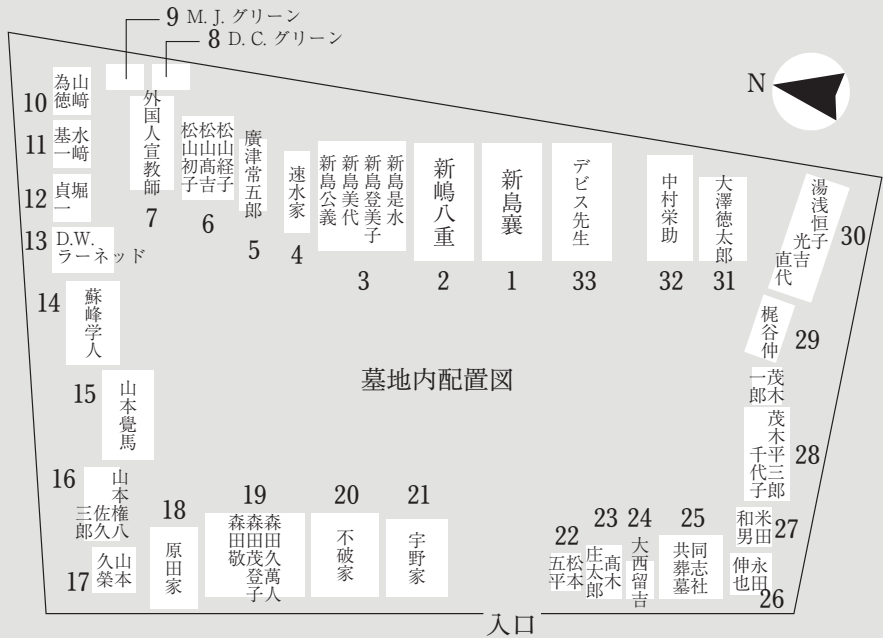 9 M. J. グリーン
8 D. C. グリーン
N
10
山﨑
為徳
11
水﨑
基一
12
堀
貞一
13
D.W.
ラーネッド
外国人宣教師
7
松山経子
松山髙吉
松山初子
6
廣津常五郎
5
速水家
4
新島是水
新島登美子
新島美代
新島公義
3
新嶋八重
2
新島襄
1
デビス先生
33
中村栄助
32
大澤徳太郎
31
湯浅恒子
光吉
直代
30
梶谷仲
29
茂木
一郎
茂木平三郎
千代子
28
米田
和男
27
永田
伸也
26
墓地内配置図
14
蘇峰学人
15
山本覺馬
16
山本権八
佐久
三郎
17
山本
久榮
18
原田家
19
森田久萬人
森田茂登子
森田敬
20
不破家
21
宇野家
22
松本
五平
23
髙木
庄太郎
24
大西留吉
25
同志社
共葬墓
入口